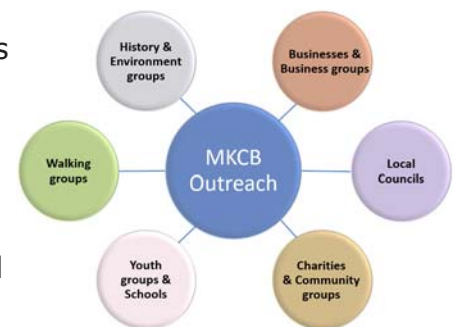 s
History &
Environment
groups
Businesses &
Business groups
Walking
groups
MKCB
Outreach
Local
Councils
Youth
groups &
Schools
Charities
& Community
groups